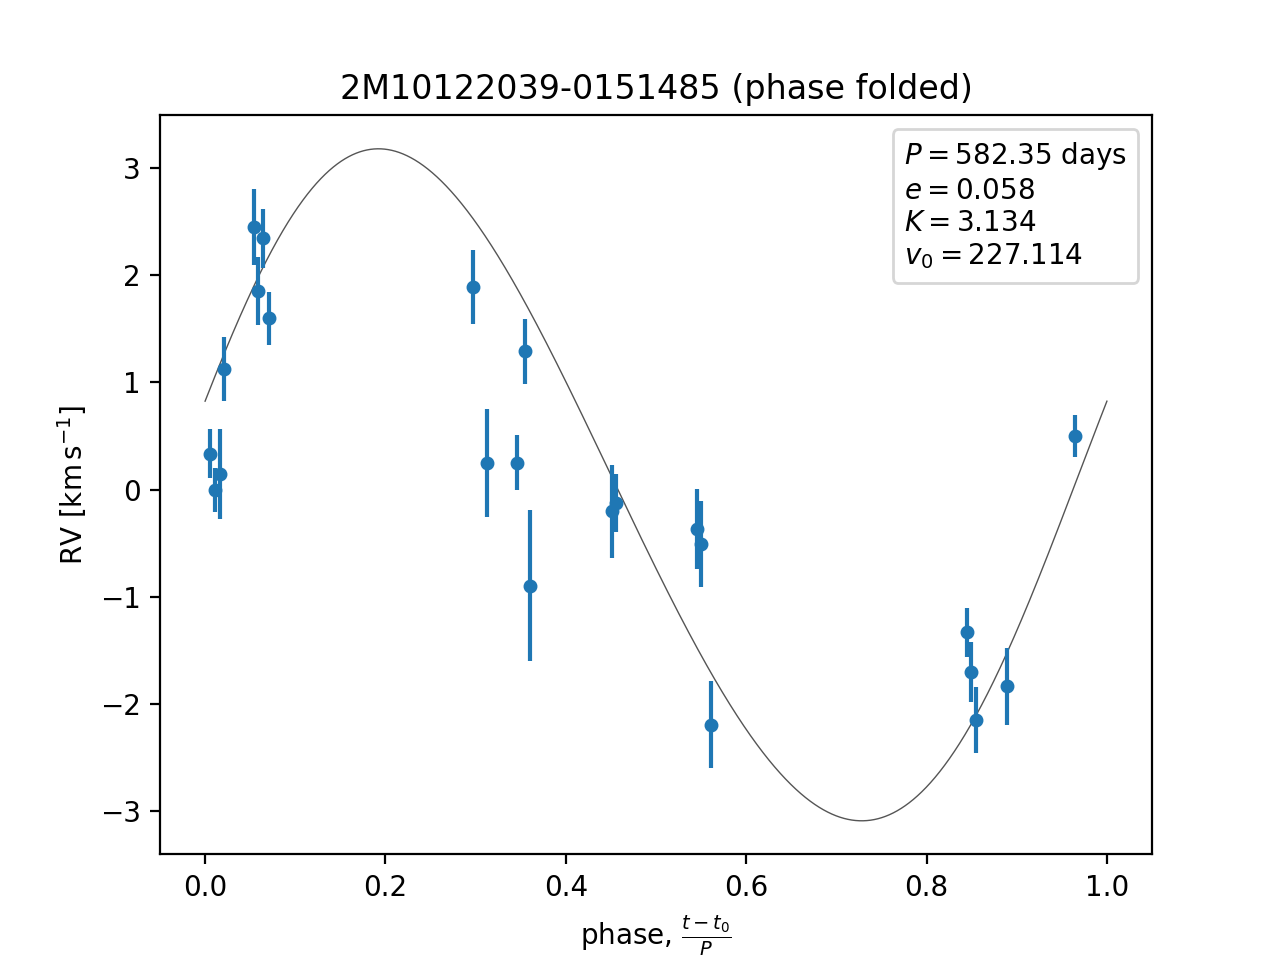 2M10122039-0151485 (phase folded)
P = 582.35 days
e = 0.058
K = 3.134
v₀ = 227.114
3
2
1
0
−1
−2
−3
RV [km s⁻¹]
0.0 0.2 0.4 0.6 0.8 1.0
phase, (t − t₀)/P